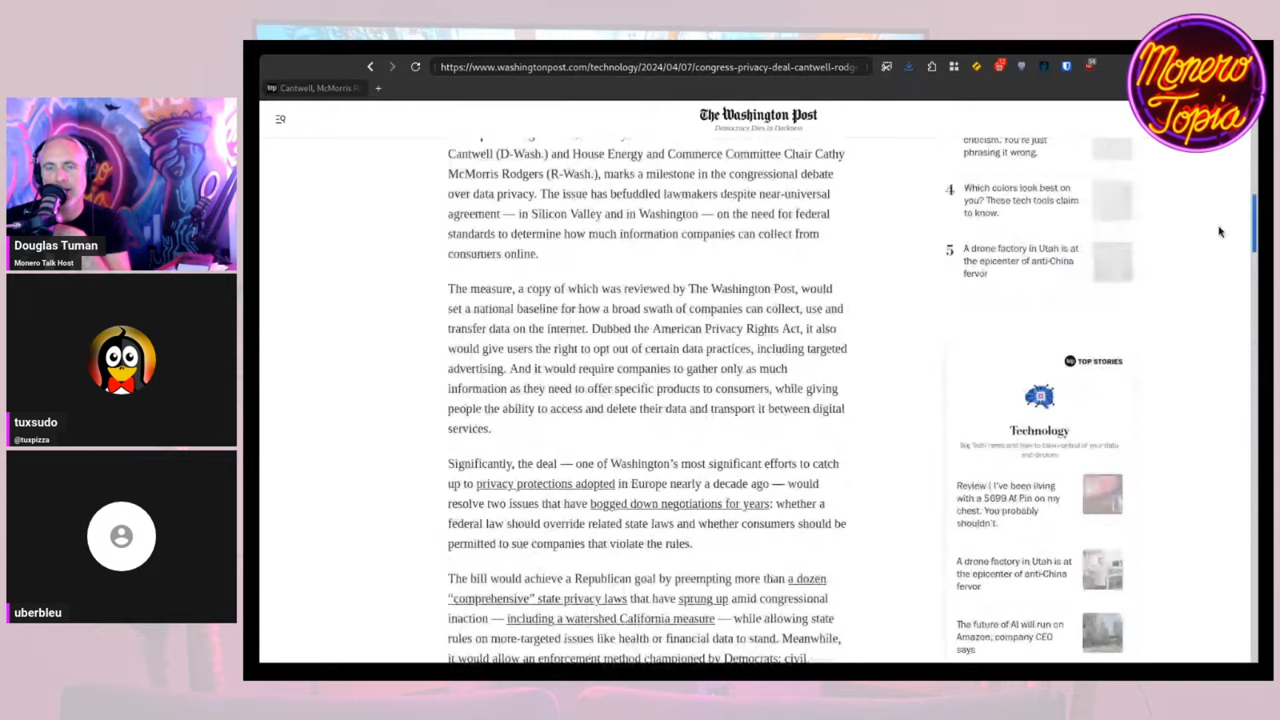 Monero
Topia
https://www.washingtonpost.com/technology/2024/04/07/congress-privacy-deal-cantwell-rodg
Cantwell, McMorris R
The Washington Post
Democracy Dies in Darkness
Cantwell (D-Wash.) and House Energy and Commerce Committee Chair Cathy
McMorris Rodgers (R-Wash.), marks a milestone in the congressional debate
over data privacy. The issue has befuddled lawmakers despite near-universal
agreement — in Silicon Valley and in Washington — on the need for federal
standards to determine how much information companies can collect from
consumers online.
The measure, a copy of which was reviewed by The Washington Post, would
set a national baseline for how a broad swath of companies can collect, use and
transfer data on the internet. Dubbed the American Privacy Rights Act, it also
would give users the right to opt out of certain data practices, including targeted
advertising. And it would require companies to gather only as much
information as they need to offer specific products to consumers, while giving
people the ability to access and delete their data and transport it between digital
services.
Significantly, the deal — one of Washington's most significant efforts to catch
up to privacy protections adopted in Europe nearly a decade ago — would
resolve two issues that have bogged down negotiations for years: whether a
federal law should override related state laws and whether consumers should be
permitted to sue companies that violate the rules.
The bill would achieve a Republican goal by preempting more than a dozen
"comprehensive" state privacy laws that have sprung up amid congressional
inaction — including a watershed California measure — while allowing state
rules on more-targeted issues like health or financial data to stand. Meanwhile,
it would allow an enforcement method championed by Democrats: civil
criticism. You're just
phrasing it wrong.
4
Which colors look best on
you? These tech tools claim
to know.
5
A drone factory in Utah is at
the epicenter of anti-China
fervor
wp TOP STORIES
Technology
Big Tech news and how to take control of your data
and devices
Review | I've been living
with a $699 AI Pin on my
chest. You probably
shouldn't.
A drone factory in Utah is at
the epicenter of anti-China
fervor
The future of AI will run on
Amazon, company CEO
says
Douglas Tuman
Monero Talk Host
tuxsudo
@tuxpizza
uberbleu